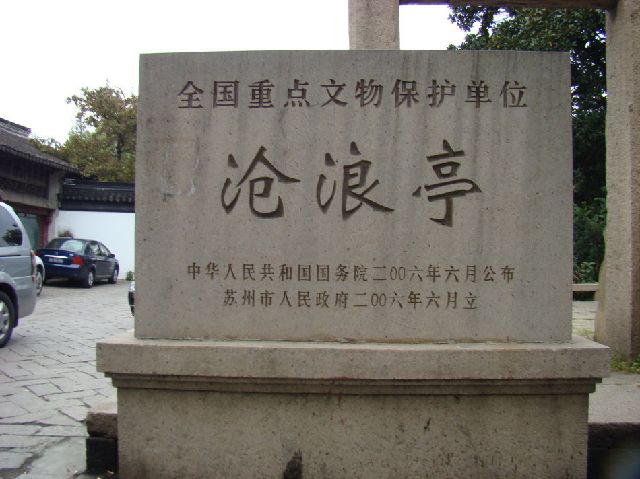 全国重点文物保护单位
沧浪亭
中华人民共和国国务院二〇〇六年六月公布
苏州市人民政府二〇〇六年六月立